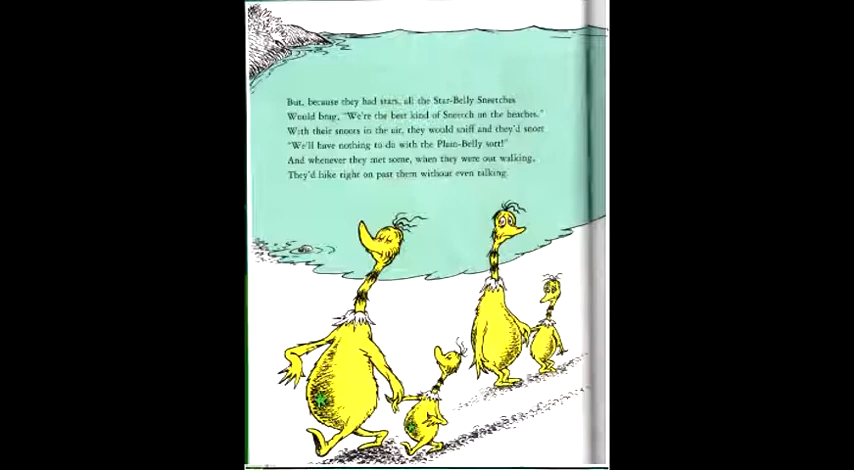 But, because they had stars, all the Star-Belly Sneetches
Would brag, "We're the best kind of Sneetch on the beaches."
With their snoots in the air, they would sniff and they'd snort
"We'll have nothing to do with the Plain-Belly sort!"
And whenever they met some, when they were out walking,
They'd hike right on past them without even talking.